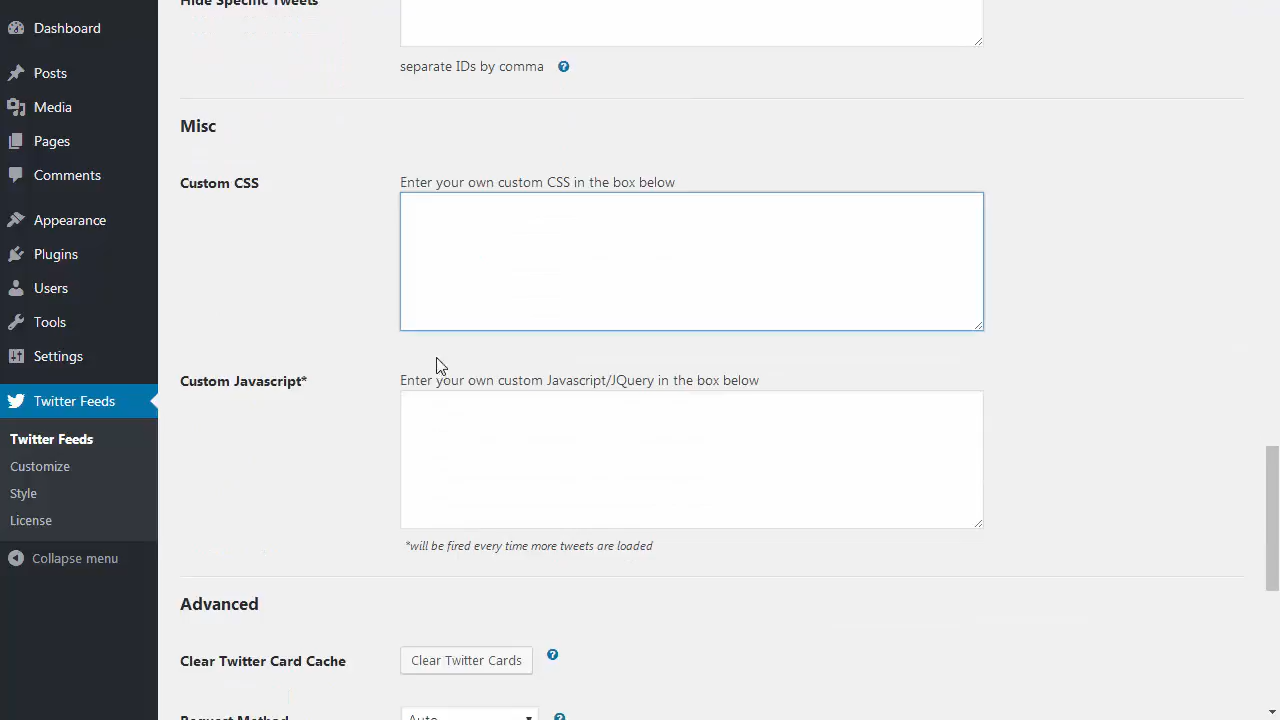 Dashboard
Posts
Media
Pages
Comments
Appearance
Plugins
Users
Tools
Settings
Twitter Feeds
Twitter Feeds
Customize
Style
License
Collapse menu
Hide Specific Tweets
separate IDs by comma ?
Misc
Custom CSS
Enter your own custom CSS in the box below
Custom Javascript*
Enter your own custom Javascript/JQuery in the box below
*will be fired every time more tweets are loaded
Advanced
Clear Twitter Card Cache
Clear Twitter Cards ?
Request Method
Auto ?